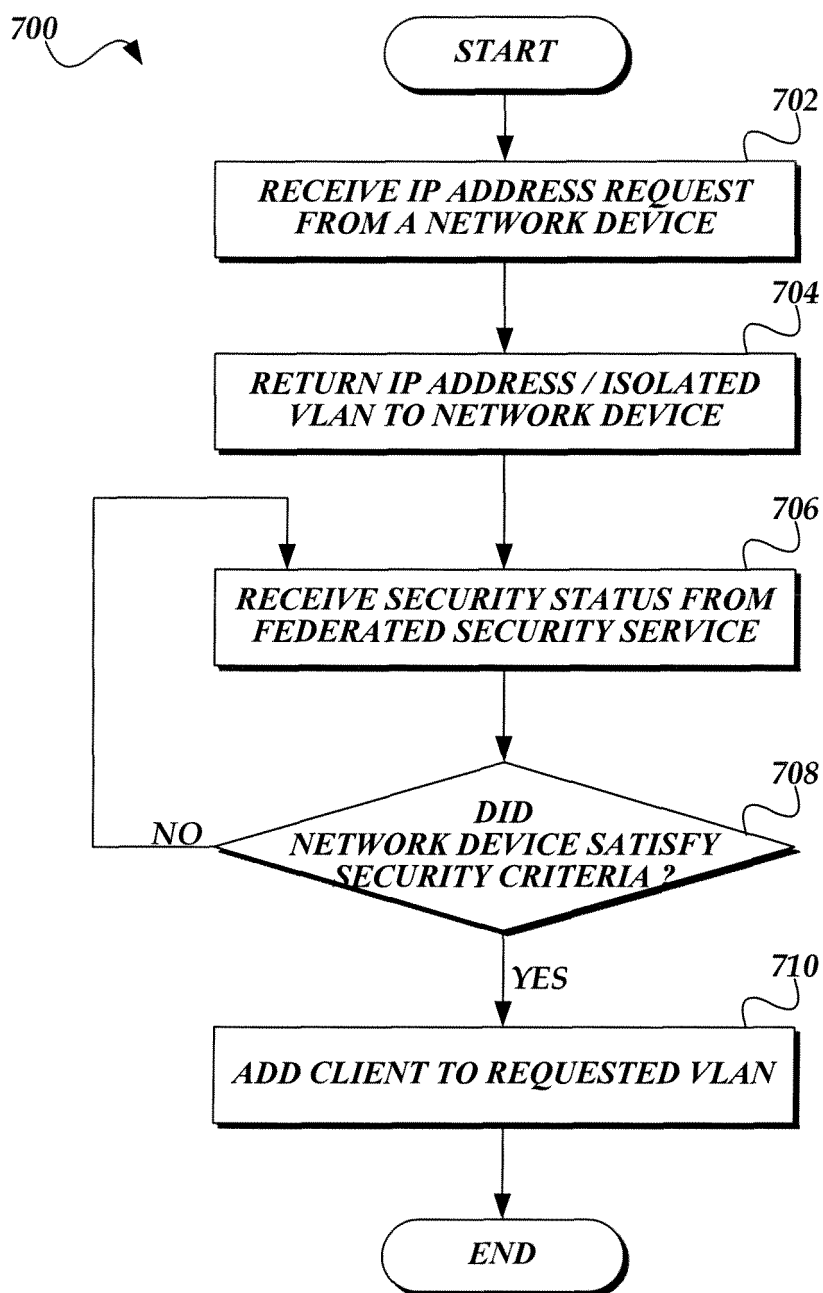 700
START
702
RECEIVE IP ADDRESS REQUEST
FROM A NETWORK DEVICE
704
RETURN IP ADDRESS / ISOLATED
VLAN TO NETWORK DEVICE
706
RECEIVE SECURITY STATUS FROM
FEDERATED SECURITY SERVICE
708
DID
NETWORK DEVICE SATISFY
SECURITY CRITERIA ?
NO
YES
710
ADD CLIENT TO REQUESTED VLAN
END